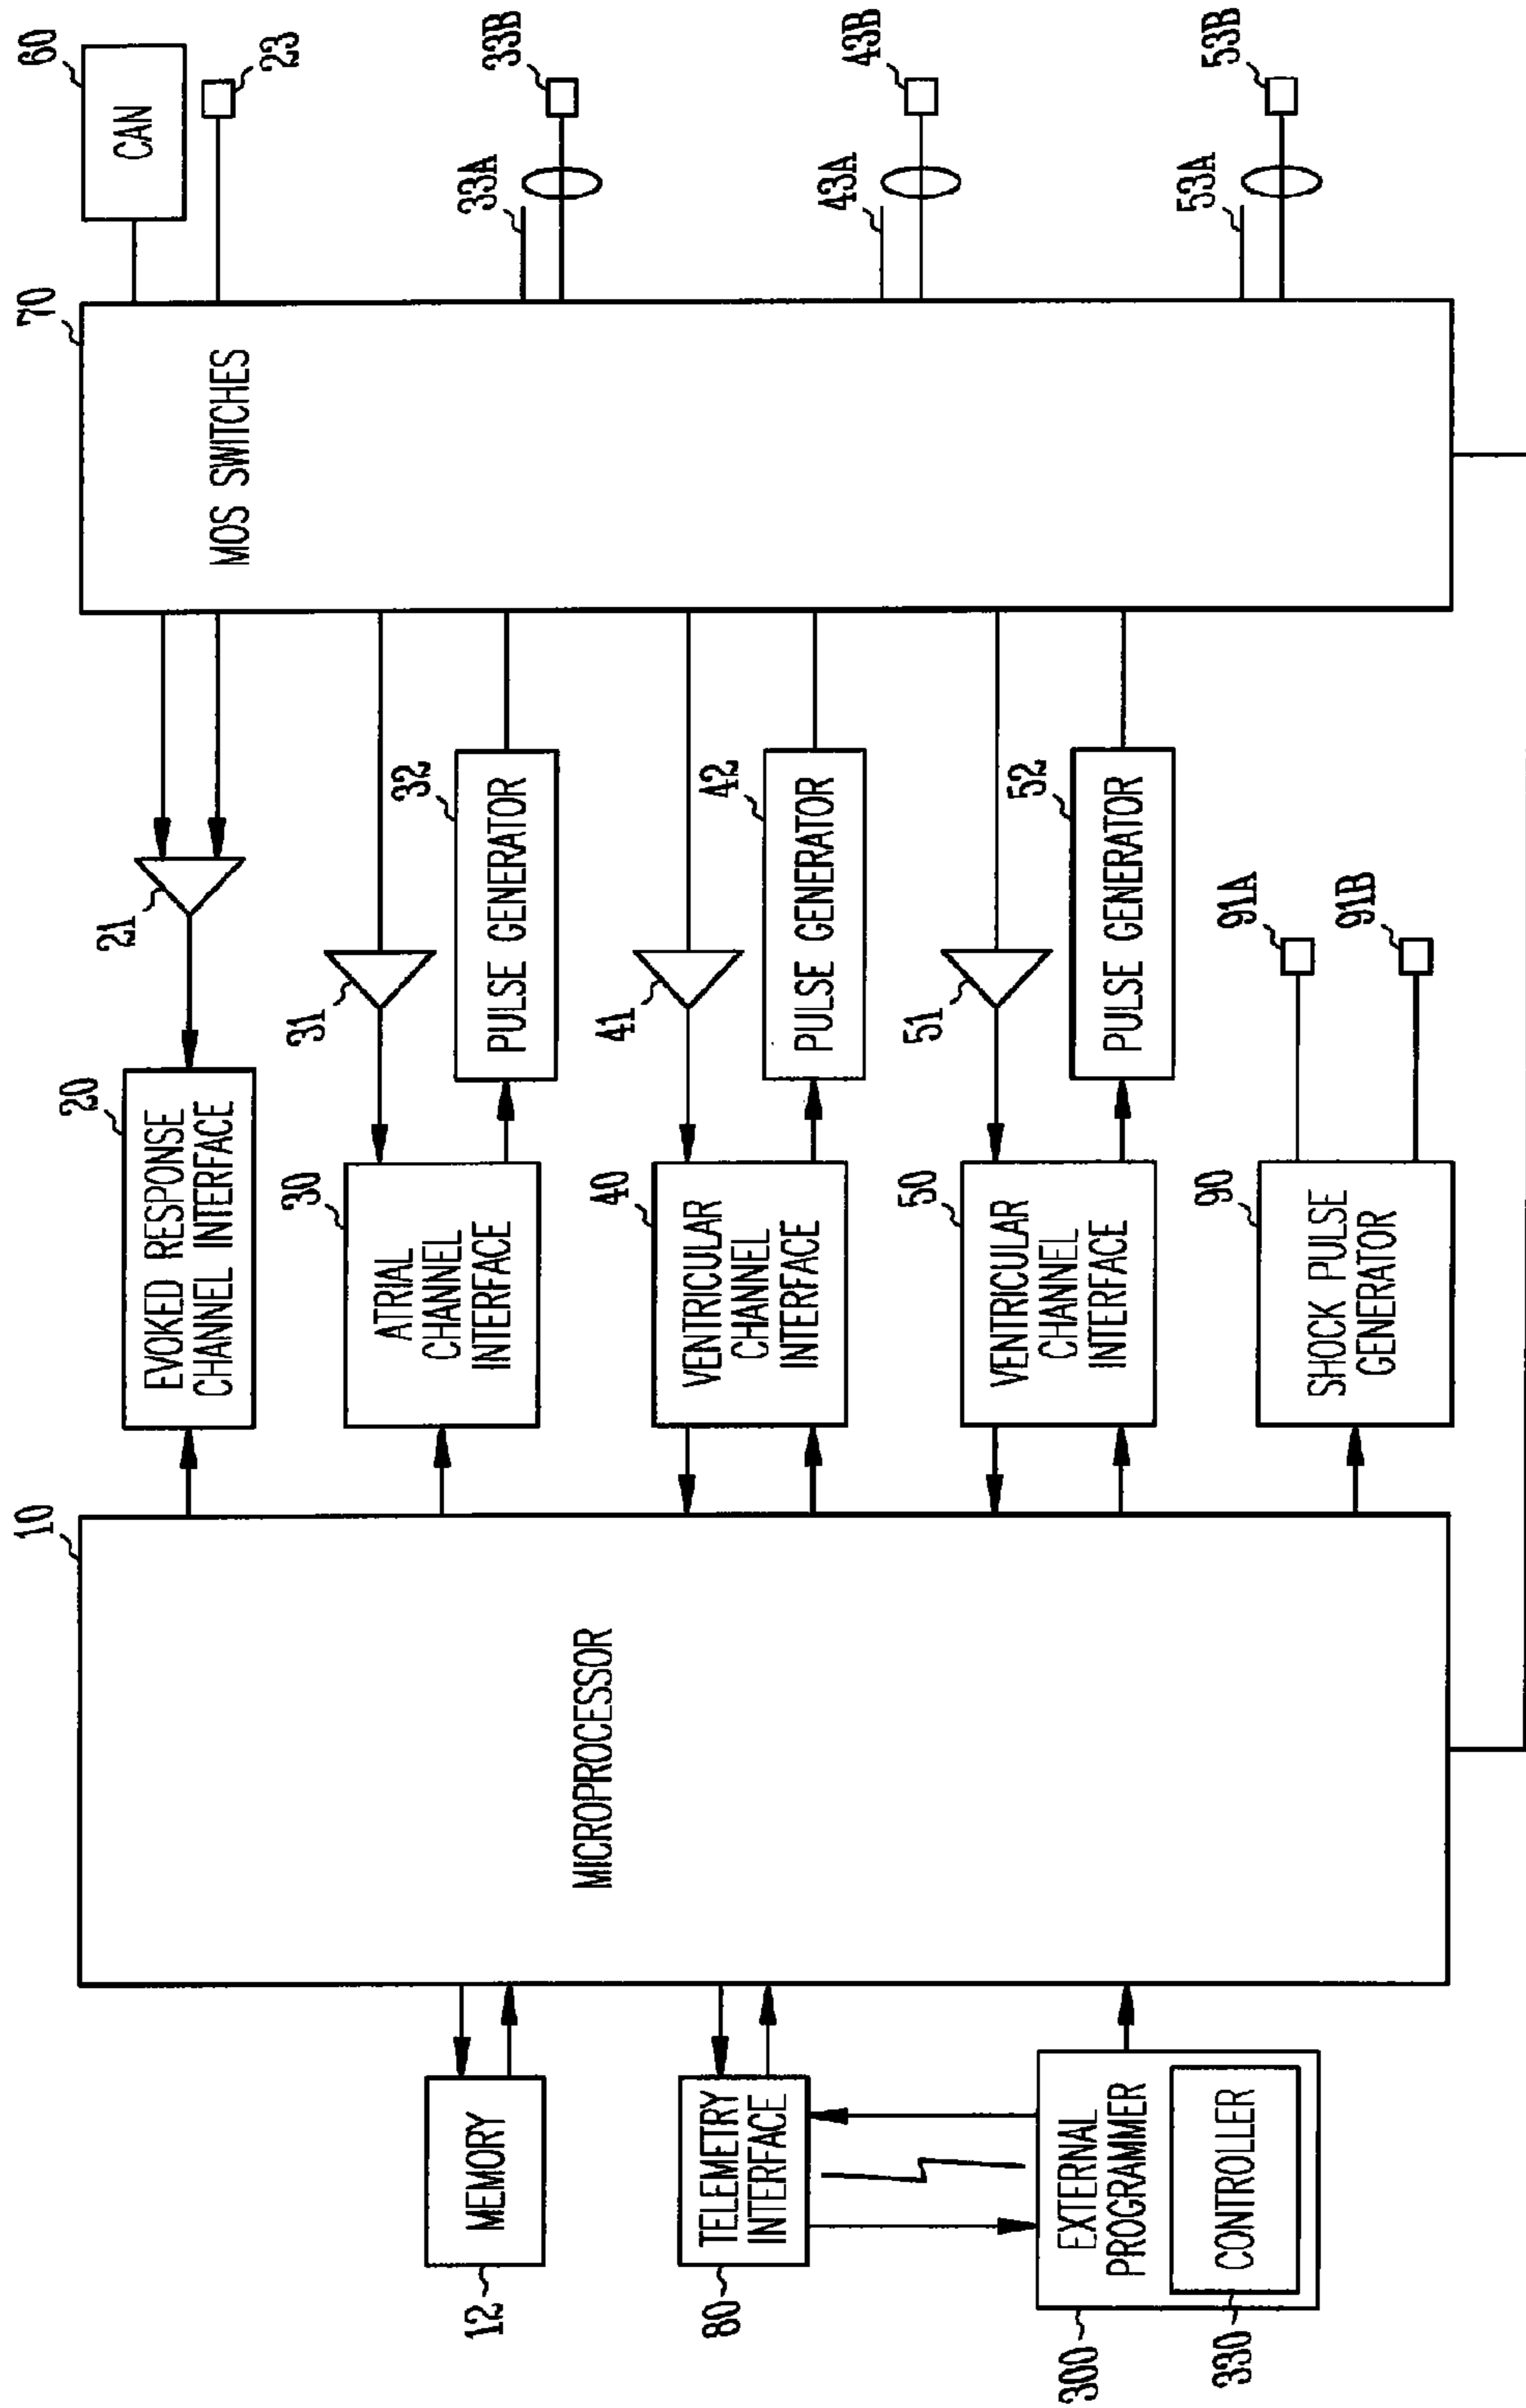 60
CAN
23
33A
33B
43A
43B
53A
53B
70
MOS SWITCHES
21
31
32
PULSE GENERATOR
41
42
PULSE GENERATOR
51
52
PULSE GENERATOR
91A
91B
20
EVOKED RESPONSE
CHANNEL INTERFACE
30
ATRIAL
CHANNEL
INTERFACE
40
VENTRICULAR
CHANNEL
INTERFACE
50
VENTRICULAR
CHANNEL
INTERFACE
90
SHOCK PULSE
GENERATOR
10
MICROPROCESSOR
MEMORY
12
TELEMETRY
INTERFACE
80
EXTERNAL
PROGRAMMER
CONTROLLER
300
330